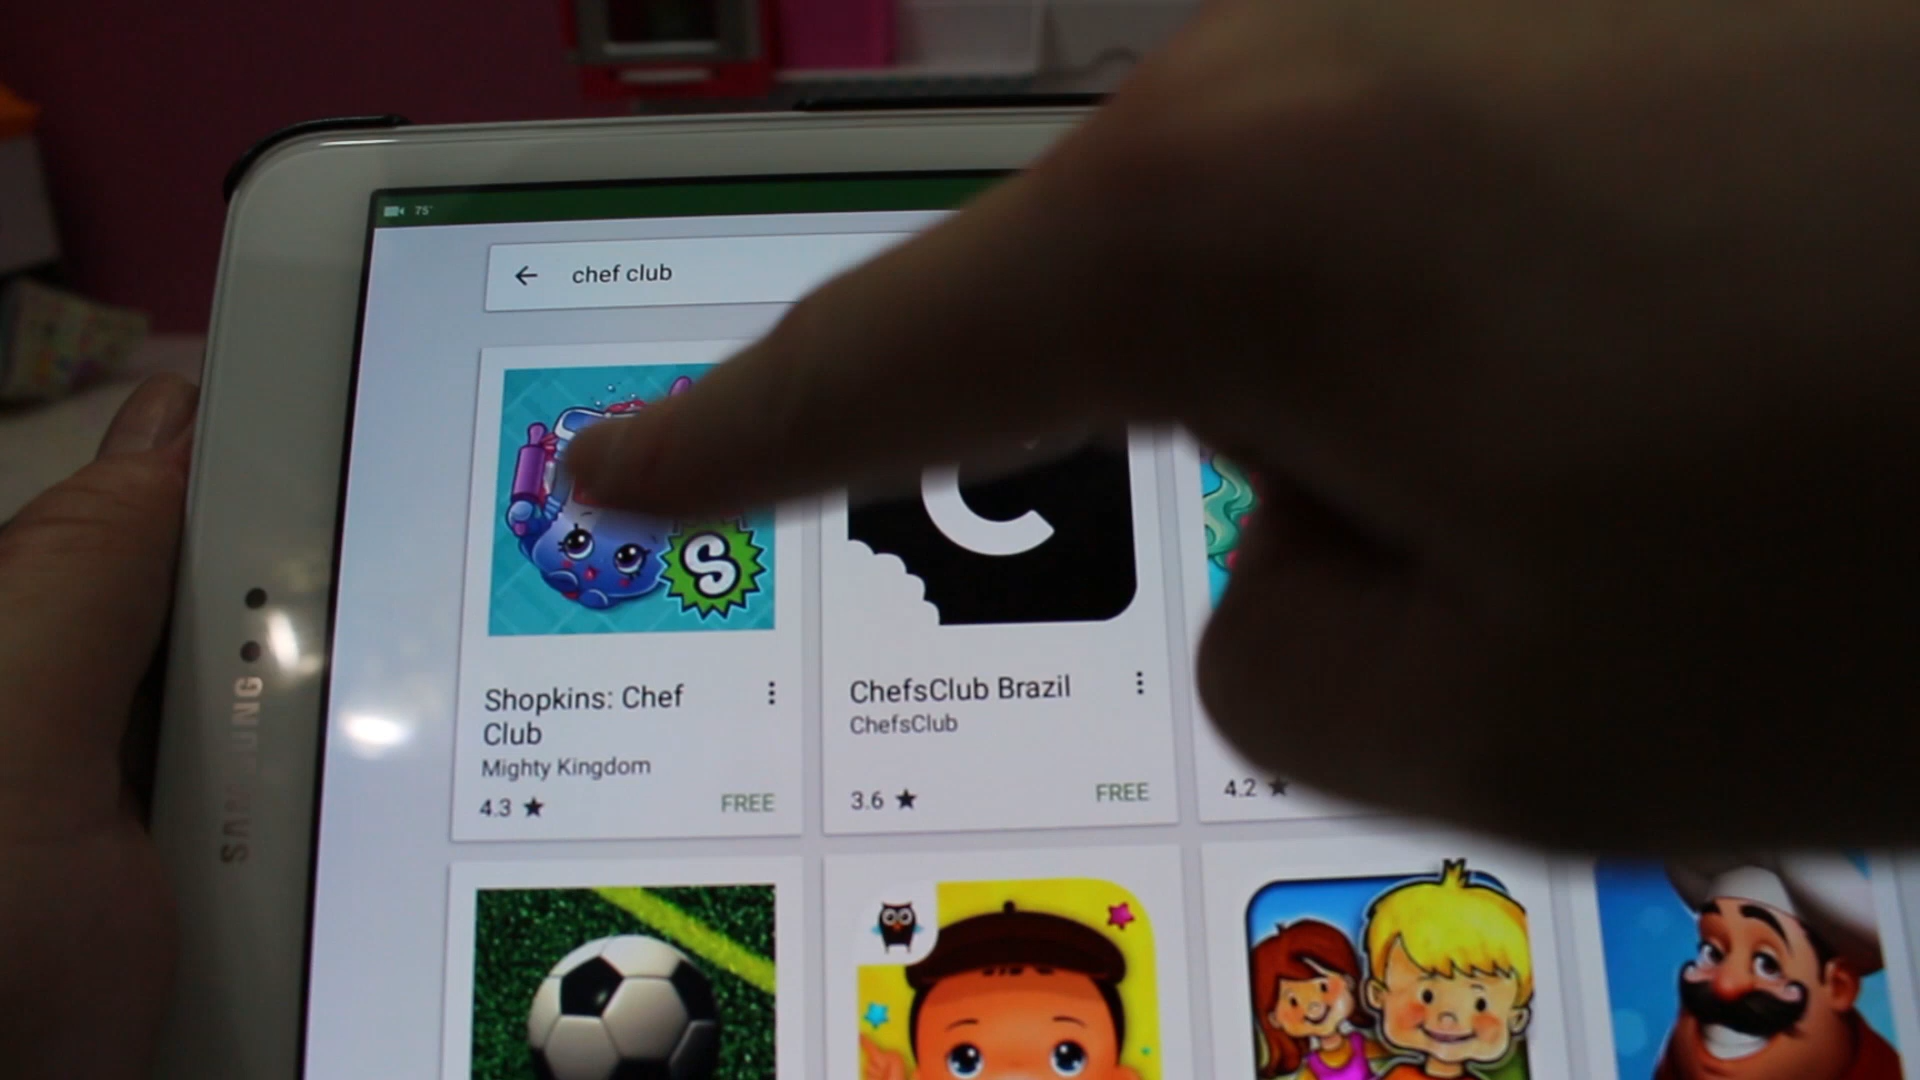 75°
chef club
C
S
Shopkins: Chef
Club
Mighty Kingdom
4.3 ★ FREE
ChefsClub Brazil
ChefsClub
3.6 ★ FREE
4.2 ★
SAMSUNG